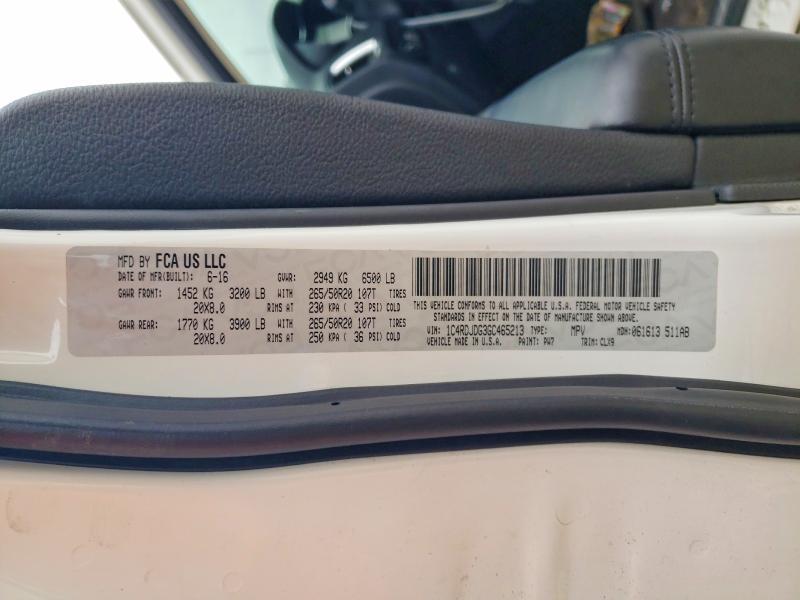 MFD BY FCA US LLC
DATE OF MFR(BUILT): 6-16 GVWR: 2949 KG 6500 LB
GAWR FRONT: 1452 KG 3200 LB WITH 265/50R20 107T TIRES
20X8.0 RIMS AT 230 KPA ( 33 PSI) COLD
GAWR REAR: 1770 KG 3900 LB WITH 265/50R20 107T TIRES
20X8.0 RIMS AT 250 KPA ( 36 PSI) COLD
THIS VEHICLE CONFORMS TO ALL APPLICABLE U.S.A. FEDERAL MOTOR VEHICLE SAFETY
STANDARDS IN EFFECT ON THE DATE OF MANUFACTURE SHOWN ABOVE.
VIN: 1C4RDJDG3GC465213 TYPE: MPV MDH: 061613 511AB
VEHICLE MADE IN U.S.A. PAINT: PW7 TRIM: CLX9